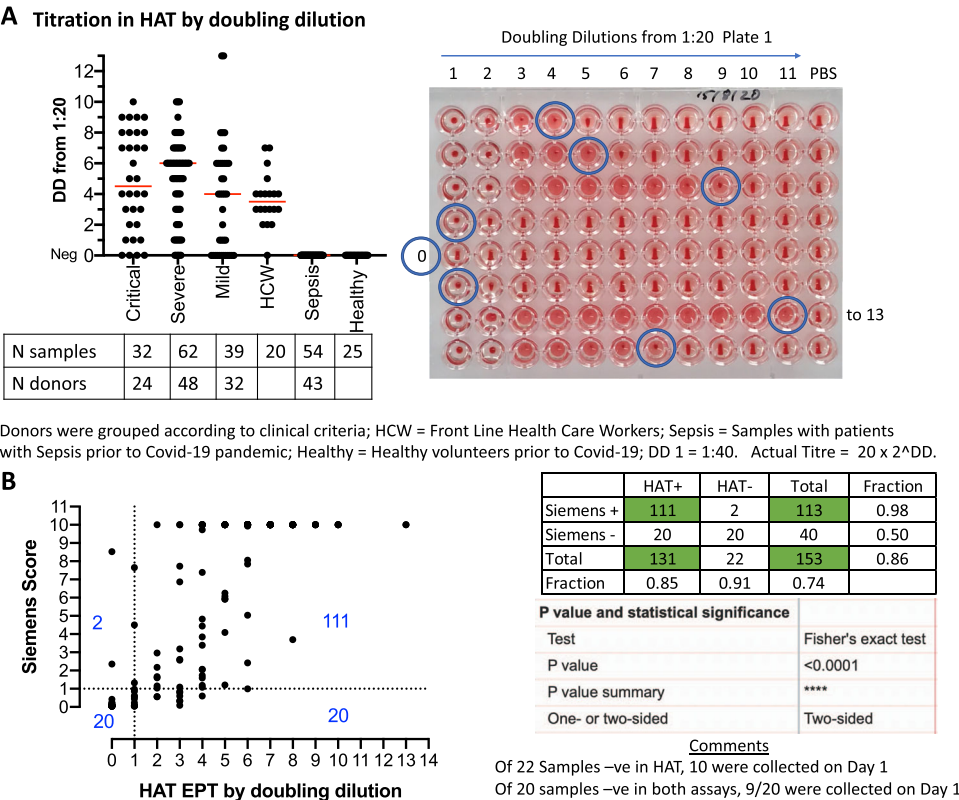 A
Titration in HAT by doubling dilution
Doubling Dilutions from 1:20 Plate 1
1 2 3 4 5 6 7 8 9 10 11 PBS
15/9/20
DD from 1:20
12
10
8
6
4
2
Neg 0
0
to 13
Critical Severe Mild HCW Sepsis Healthy
N samples 32 62 39 20 54 25
N donors 24 48 32 43
Donors were grouped according to clinical criteria; HCW = Front Line Health Care Workers; Sepsis = Samples with patients
with Sepsis prior to Covid-19 pandemic; Healthy = Healthy volunteers prior to Covid-19; DD 1 = 1:40. Actual Titre = 20 x 2^DD.
B
Siemens Score
11
10
9
8
7
6
5
4
3
2
1
0
2
111
20
20
0 1 2 3 4 5 6 7 8 9 10 11 12 13 14
HAT EPT by doubling dilution
HAT+ HAT- Total Fraction
Siemens + 111 2 113 0.98
Siemens - 20 20 40 0.50
Total 131 22 153 0.86
Fraction 0.85 0.91 0.74
P value and statistical significance
Test Fisher's exact test
P value <0.0001
P value summary ****
One- or two-sided Two-sided
Comments
Of 22 Samples –ve in HAT, 10 were collected on Day 1
Of 20 samples –ve in both assays, 9/20 were collected on Day 1